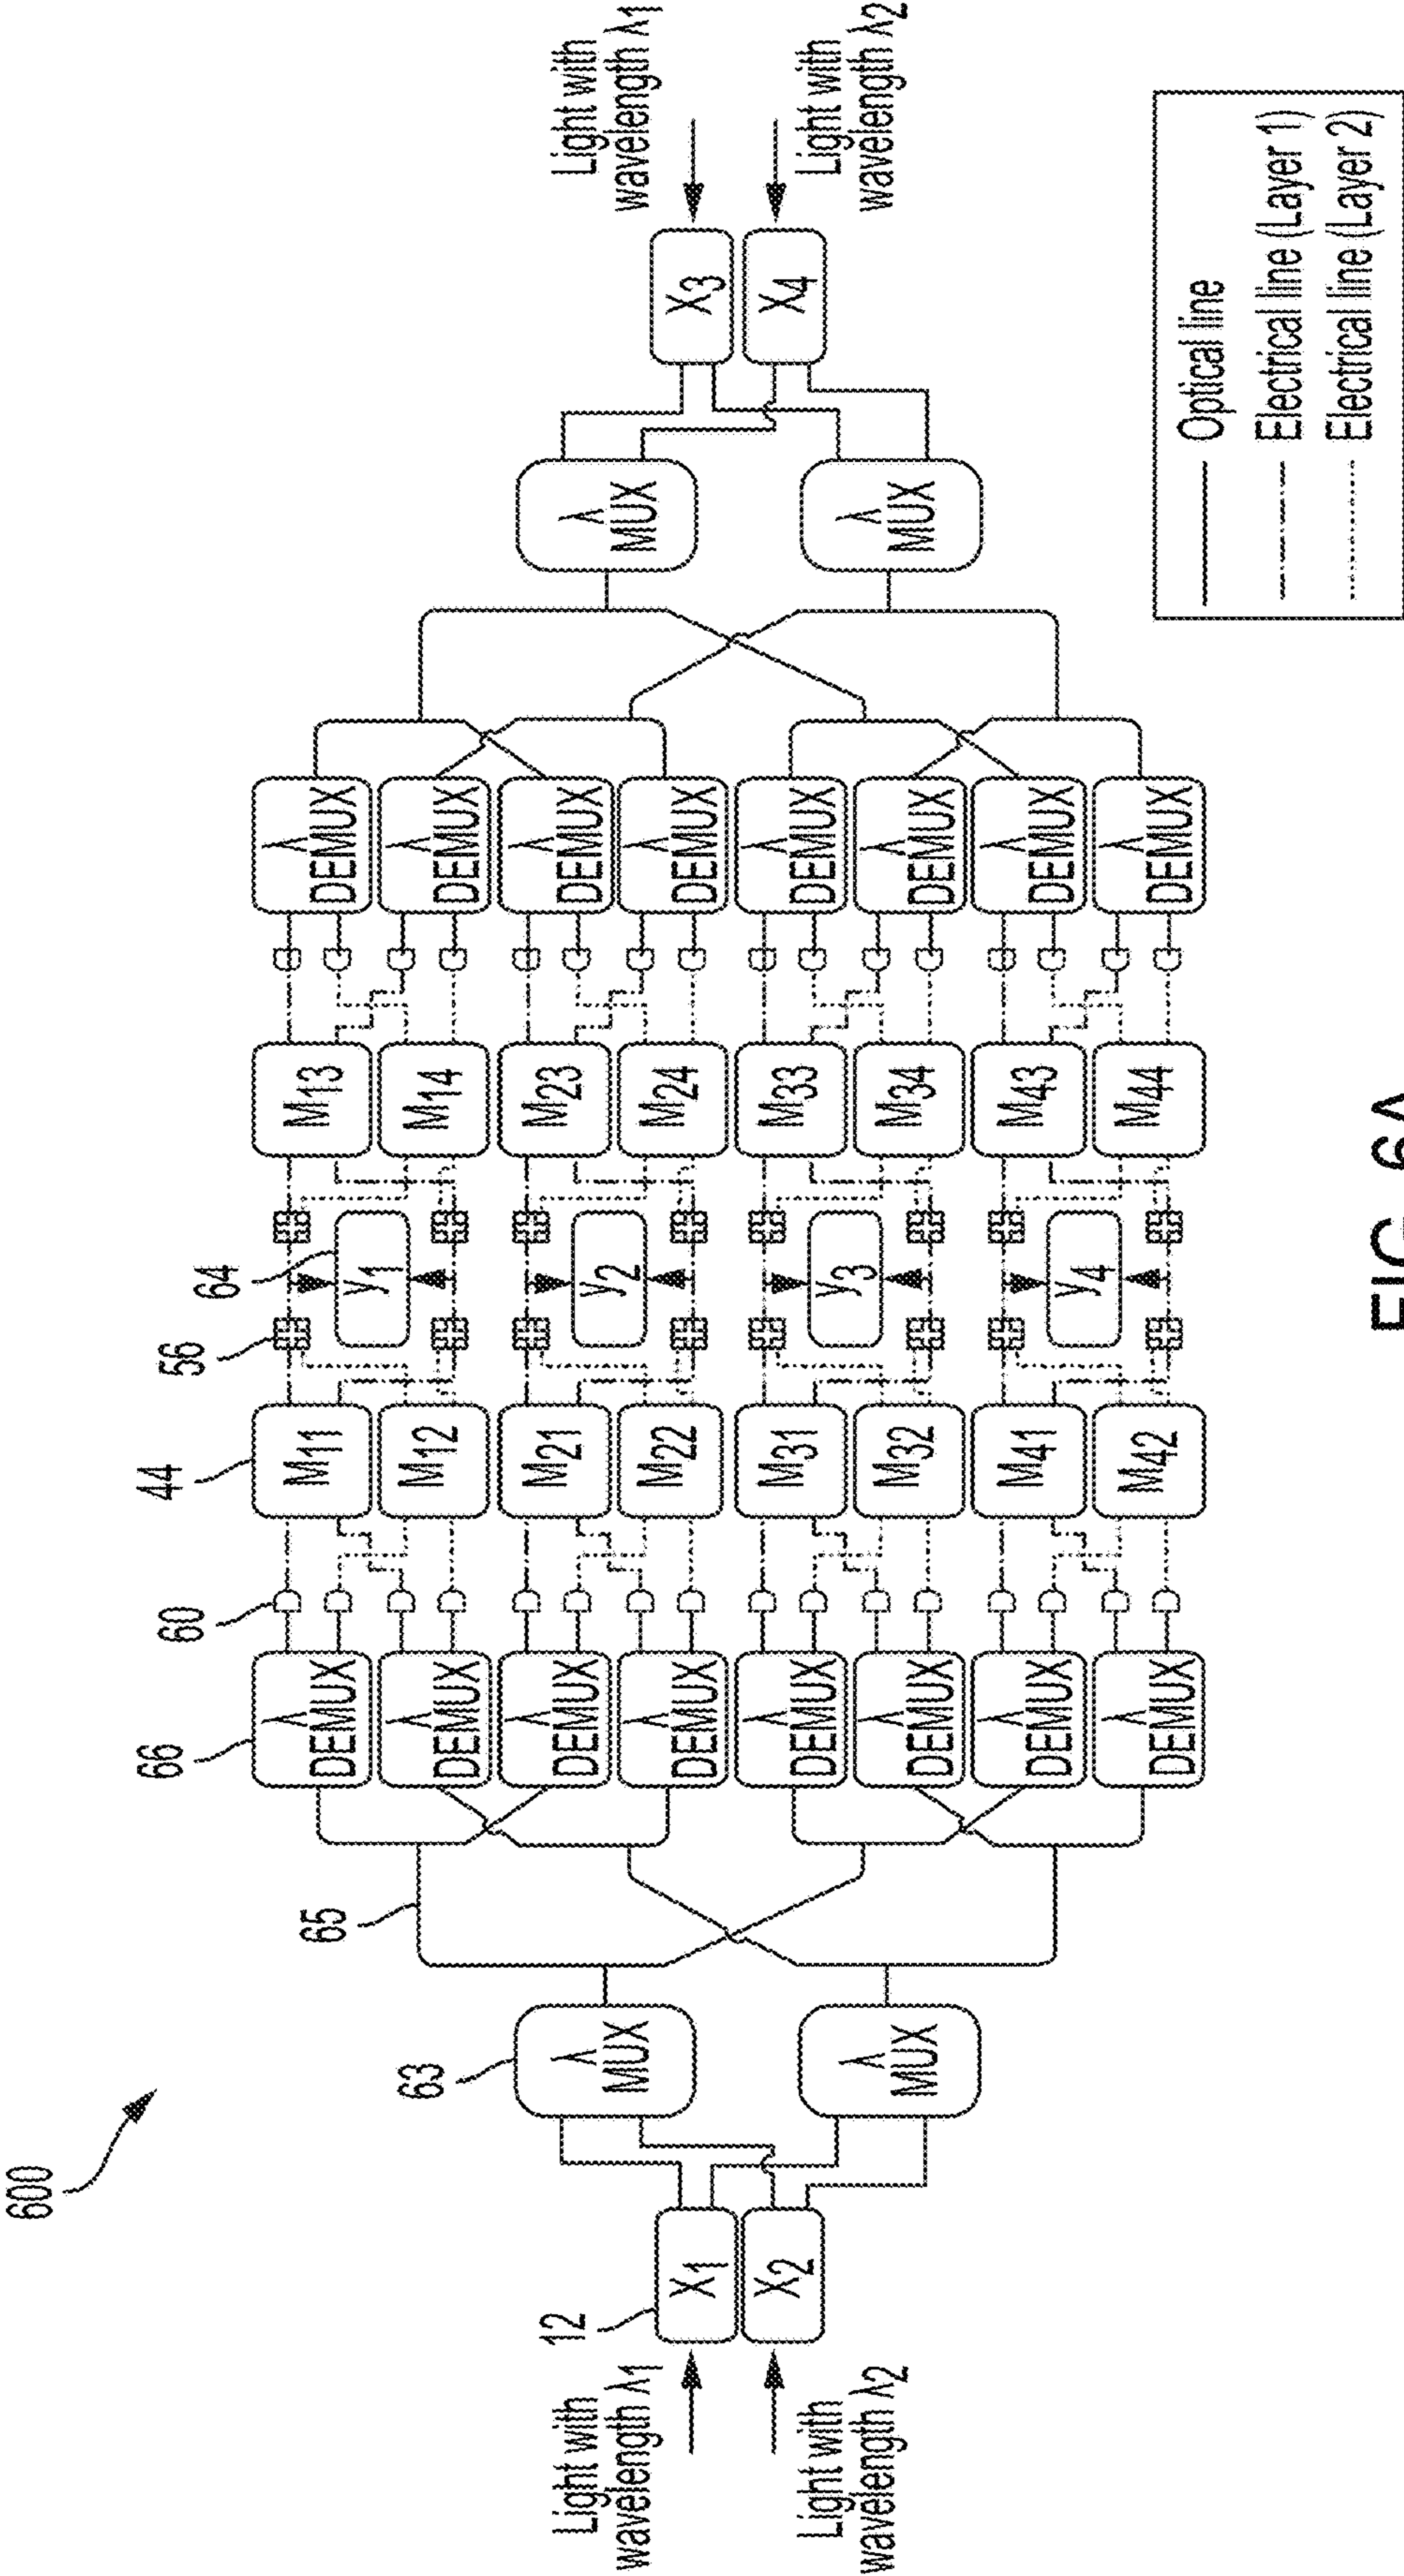 600
Light with
wavelength λ1
Light with
wavelength λ2
12
X1
X2
63
λ
MUX
λ
MUX
65
66
λ
DEMUX
λ
DEMUX
λ
DEMUX
λ
DEMUX
λ
DEMUX
λ
DEMUX
λ
DEMUX
λ
DEMUX
60
44
M11
M12
M21
M22
M31
M32
M41
M42
56
64
y1
y2
y3
y4
M13
M14
M23
M24
M33
M34
M43
M44
λ
DEMUX
λ
DEMUX
λ
DEMUX
λ
DEMUX
λ
DEMUX
λ
DEMUX
λ
DEMUX
λ
DEMUX
λ
MUX
λ
MUX
X3
X4
Light with
wavelength λ1
Light with
wavelength λ2
Optical line
Electrical line (Layer 1)
Electrical line (Layer 2)
FIG. 6A